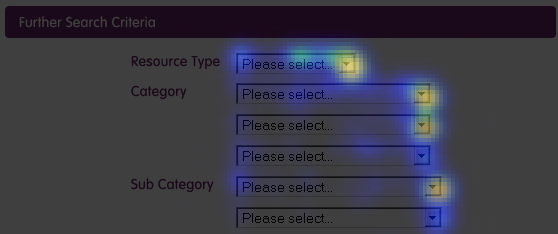 Further Search Criteria
Resource Type Please select...
Category Please select...
Please select...
Please select...
Sub Category Please select...
Please select...